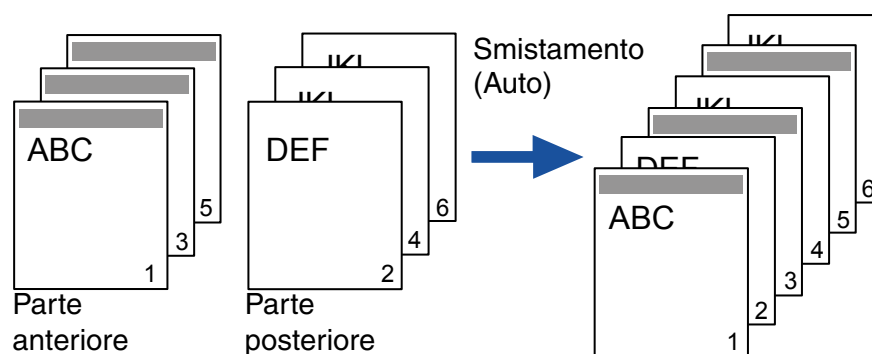 ABC
1
3
5
Parte
anteriore
DEF
2
4
6
Parte
posteriore
Smistamento
(Auto)
ABC
DEF
1
2
3
4
5
6